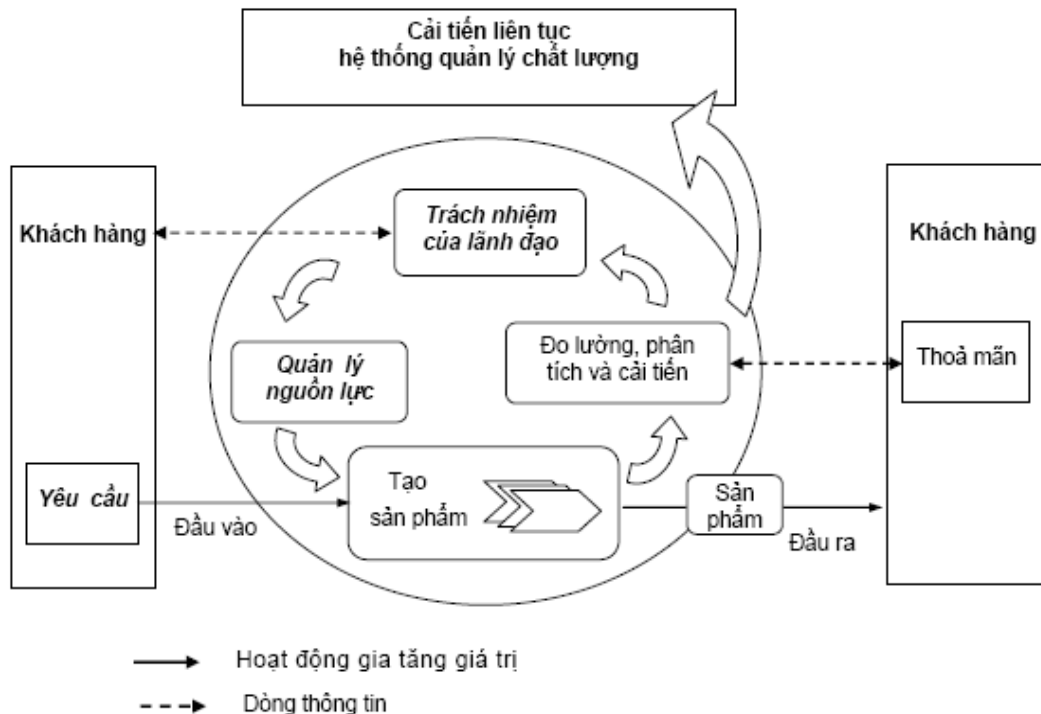 Cải tiến liên tục
hệ thống quản lý chất lượng
Khách hàng
Trách nhiệm
của lãnh đạo
Khách hàng
Quản lý
nguồn lực
Đo lường, phân
tích và cải tiến
Thoả mãn
Yêu cầu
Đầu vào
Tạo
sản phẩm
Sản
phẩm
Đầu ra
Hoạt động gia tăng giá trị
Dòng thông tin